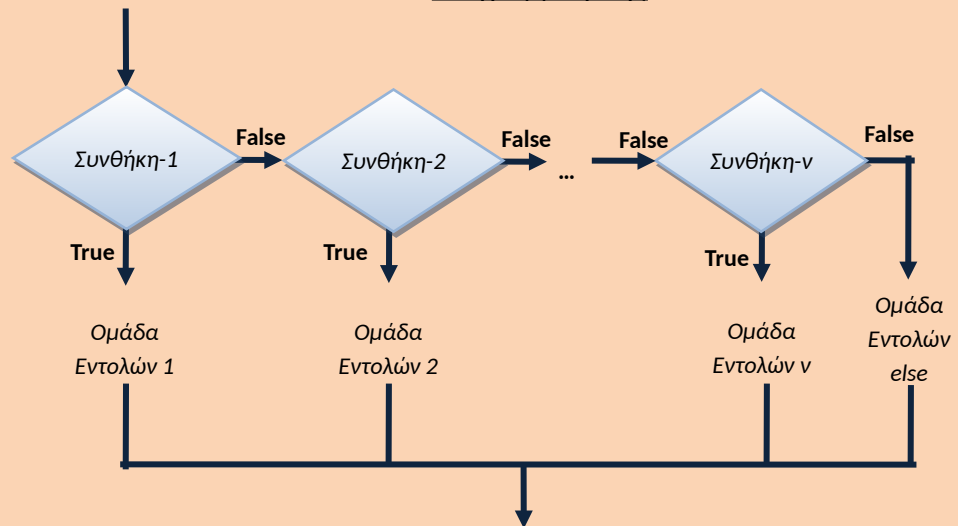 False
False
False
False
Συνθήκη-1
Συνθήκη-2
...
Συνθήκη-ν
True
True
True
Ομάδα
Εντολών 1
Ομάδα
Εντολών 2
Ομάδα
Εντολών ν
Ομάδα
Εντολών
else